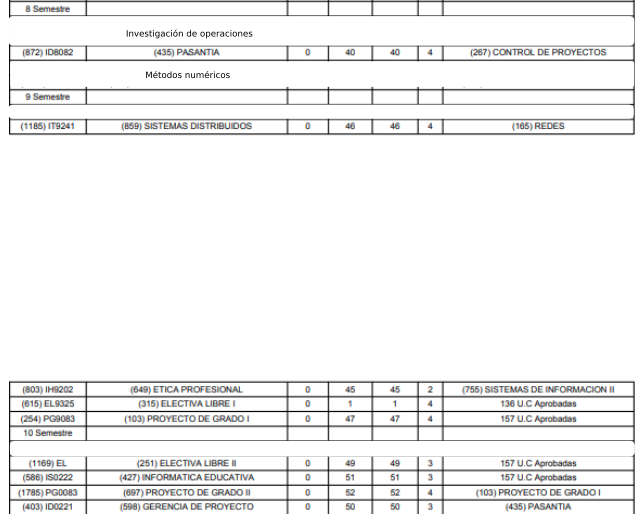 8 Semestre
Investigación de operaciones
(872) ID8082 (435) PASANTIA 0 40 40 4 (267) CONTROL DE PROYECTOS
Métodos numéricos
9 Semestre
(1185) IT9241 (859) SISTEMAS DISTRIBUIDOS 0 46 46 4 (165) REDES
(803) IH9202 (649) ETICA PROFESIONAL 0 45 45 2 (755) SISTEMAS DE INFORMACION II
(615) EL9325 (315) ELECTIVA LIBRE I 0 1 1 4 136 U.C Aprobadas
(254) PG9083 (103) PROYECTO DE GRADO I 0 47 47 4 157 U.C Aprobadas
10 Semestre
(1169) EL (251) ELECTIVA LIBRE II 0 49 49 3 157 U.C Aprobadas
(586) IS0222 (427) INFORMATICA EDUCATIVA 0 51 51 3 157 U.C Aprobadas
(1785) PG0083 (697) PROYECTO DE GRADO II 0 52 52 4 (103) PROYECTO DE GRADO I
(403) ID0221 (598) GERENCIA DE PROYECTO 0 50 50 3 (435) PASANTIA